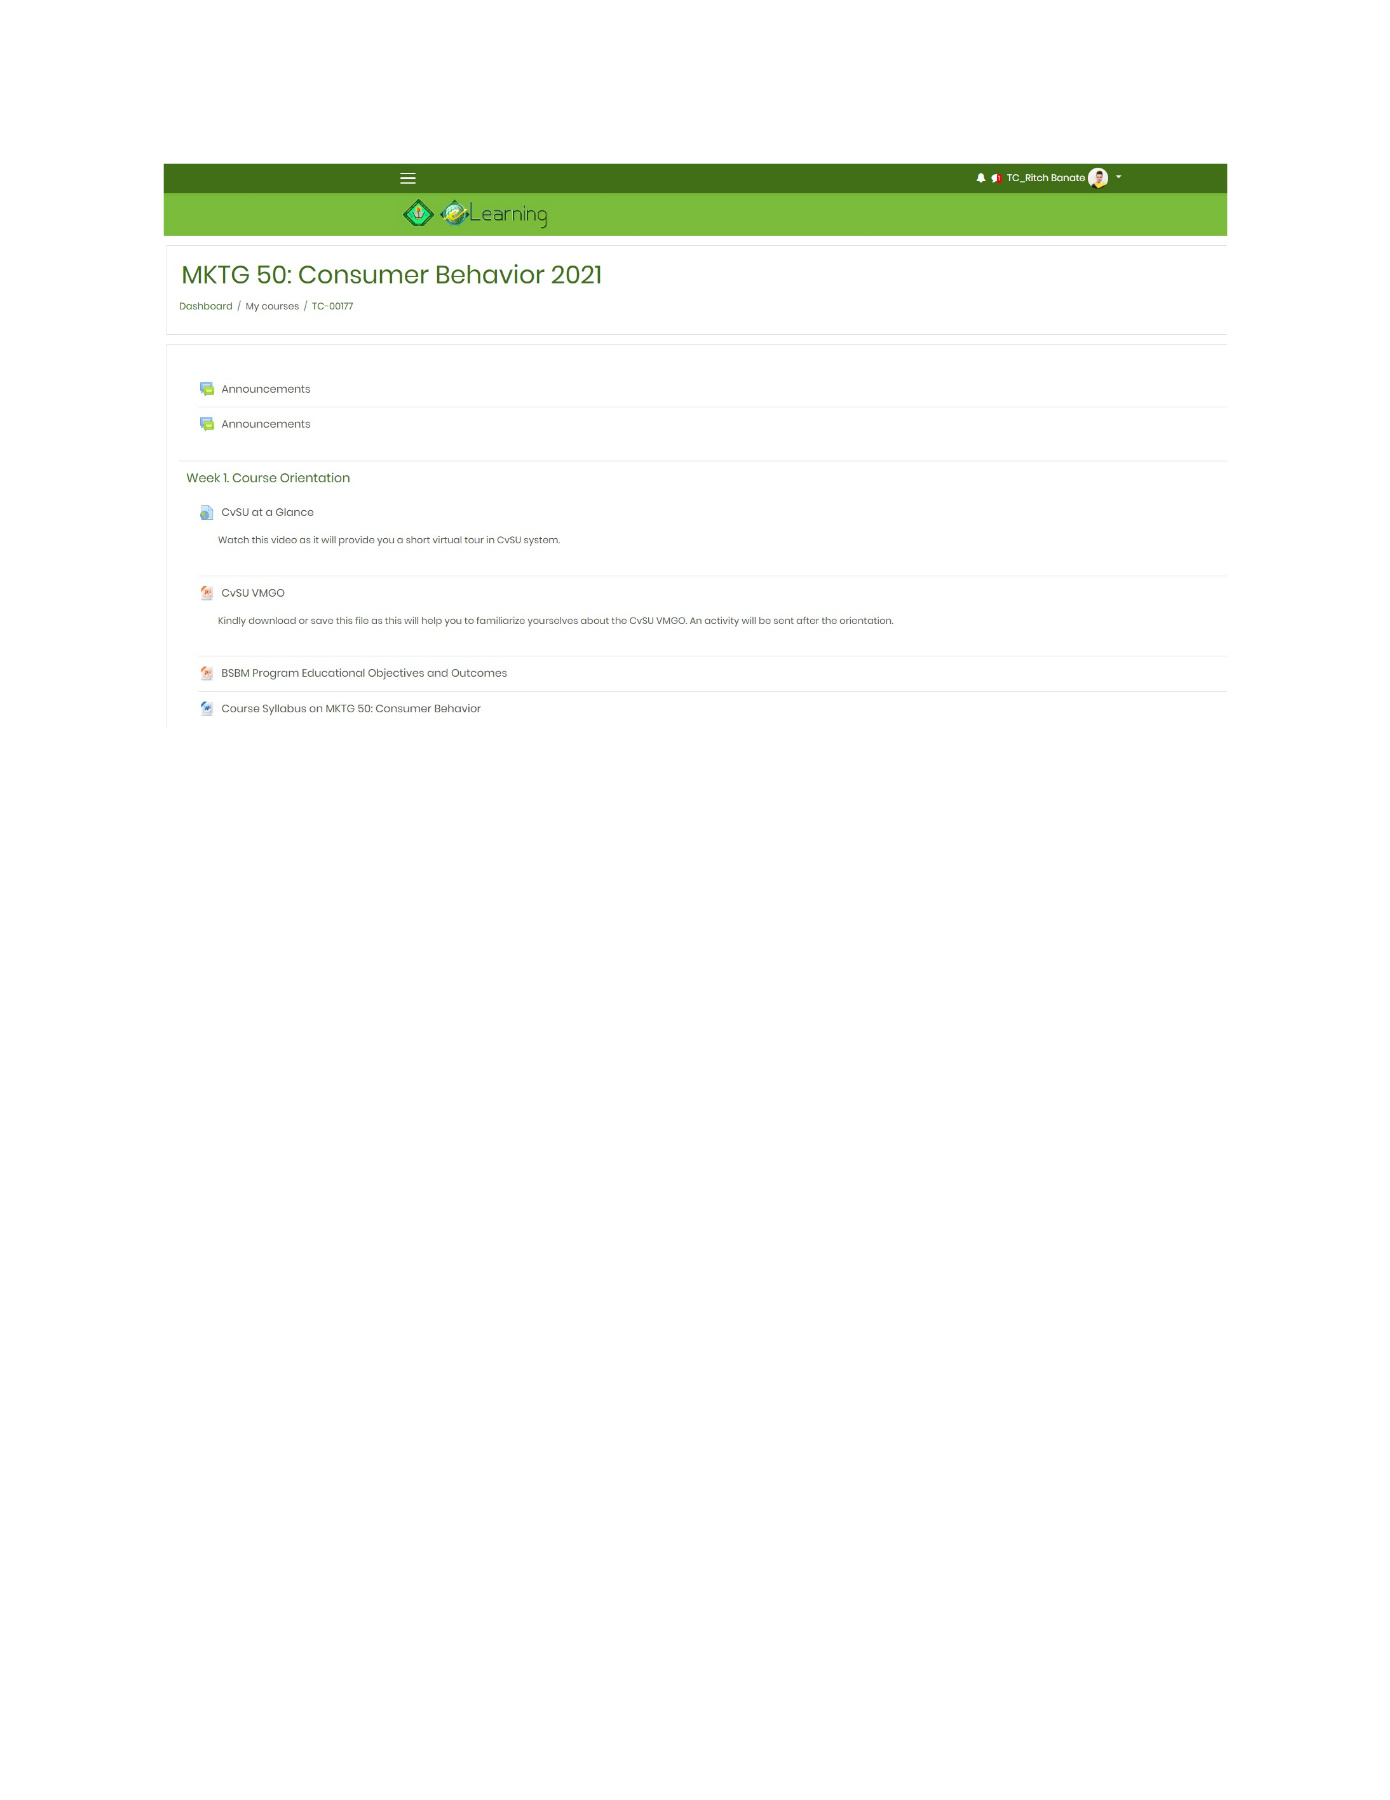 TC_Ritch Banate
eLearning
MKTG 50: Consumer Behavior 2021
Dashboard / My courses / TC-00177
Announcements
Announcements
Week 1. Course Orientation
CvSU at a Glance
Watch this video as it will provide you a short virtual tour in CvSU system.
CvSU VMGO
Kindly download or save this file as this will help you to familiarize yourselves about the CvSU VMGO. An activity will be sent after the orientation.
BSBM Program Educational Objectives and Outcomes
Course Syllabus on MKTG 50: Consumer Behavior